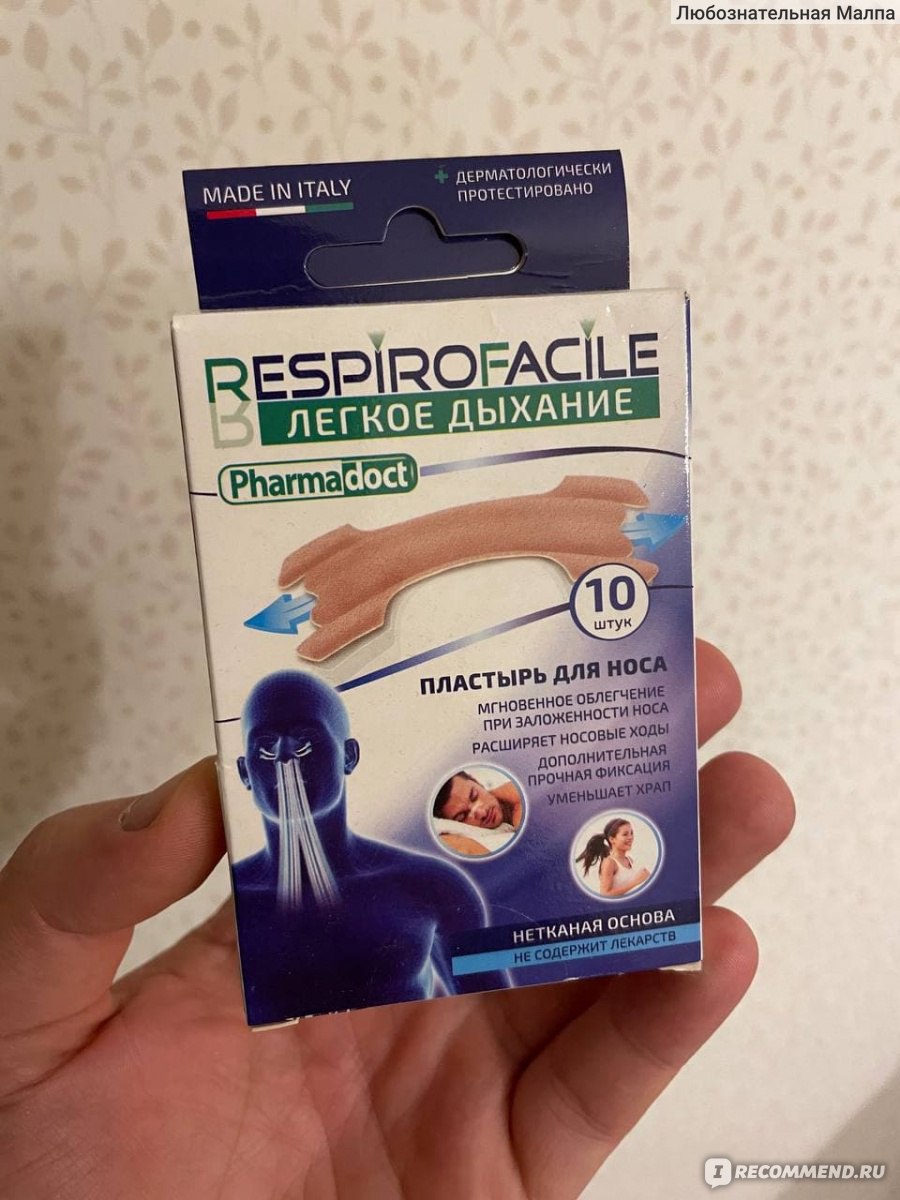 Любознательная Малпа
MADE IN ITALY
ДЕРМАТОЛОГИЧЕСКИ
ПРОТЕСТИРОВАНО
RESPIROFACILE
ЛЕГКОЕ ДЫХАНИЕ
Pharmadoct
10
штук
ПЛАСТЫРЬ ДЛЯ НОСА
МГНОВЕННОЕ ОБЛЕГЧЕНИЕ
ПРИ ЗАЛОЖЕННОСТИ НОСА
РАСШИРЯЕТ НОСОВЫЕ ХОДЫ
ДОПОЛНИТЕЛЬНАЯ
ПРОЧНАЯ ФИКСАЦИЯ
УМЕНЬШАЕТ ХРАП
НЕТКАНАЯ ОСНОВА
НЕ СОДЕРЖИТ ЛЕКАРСТВ
IRECOMMEND.RU